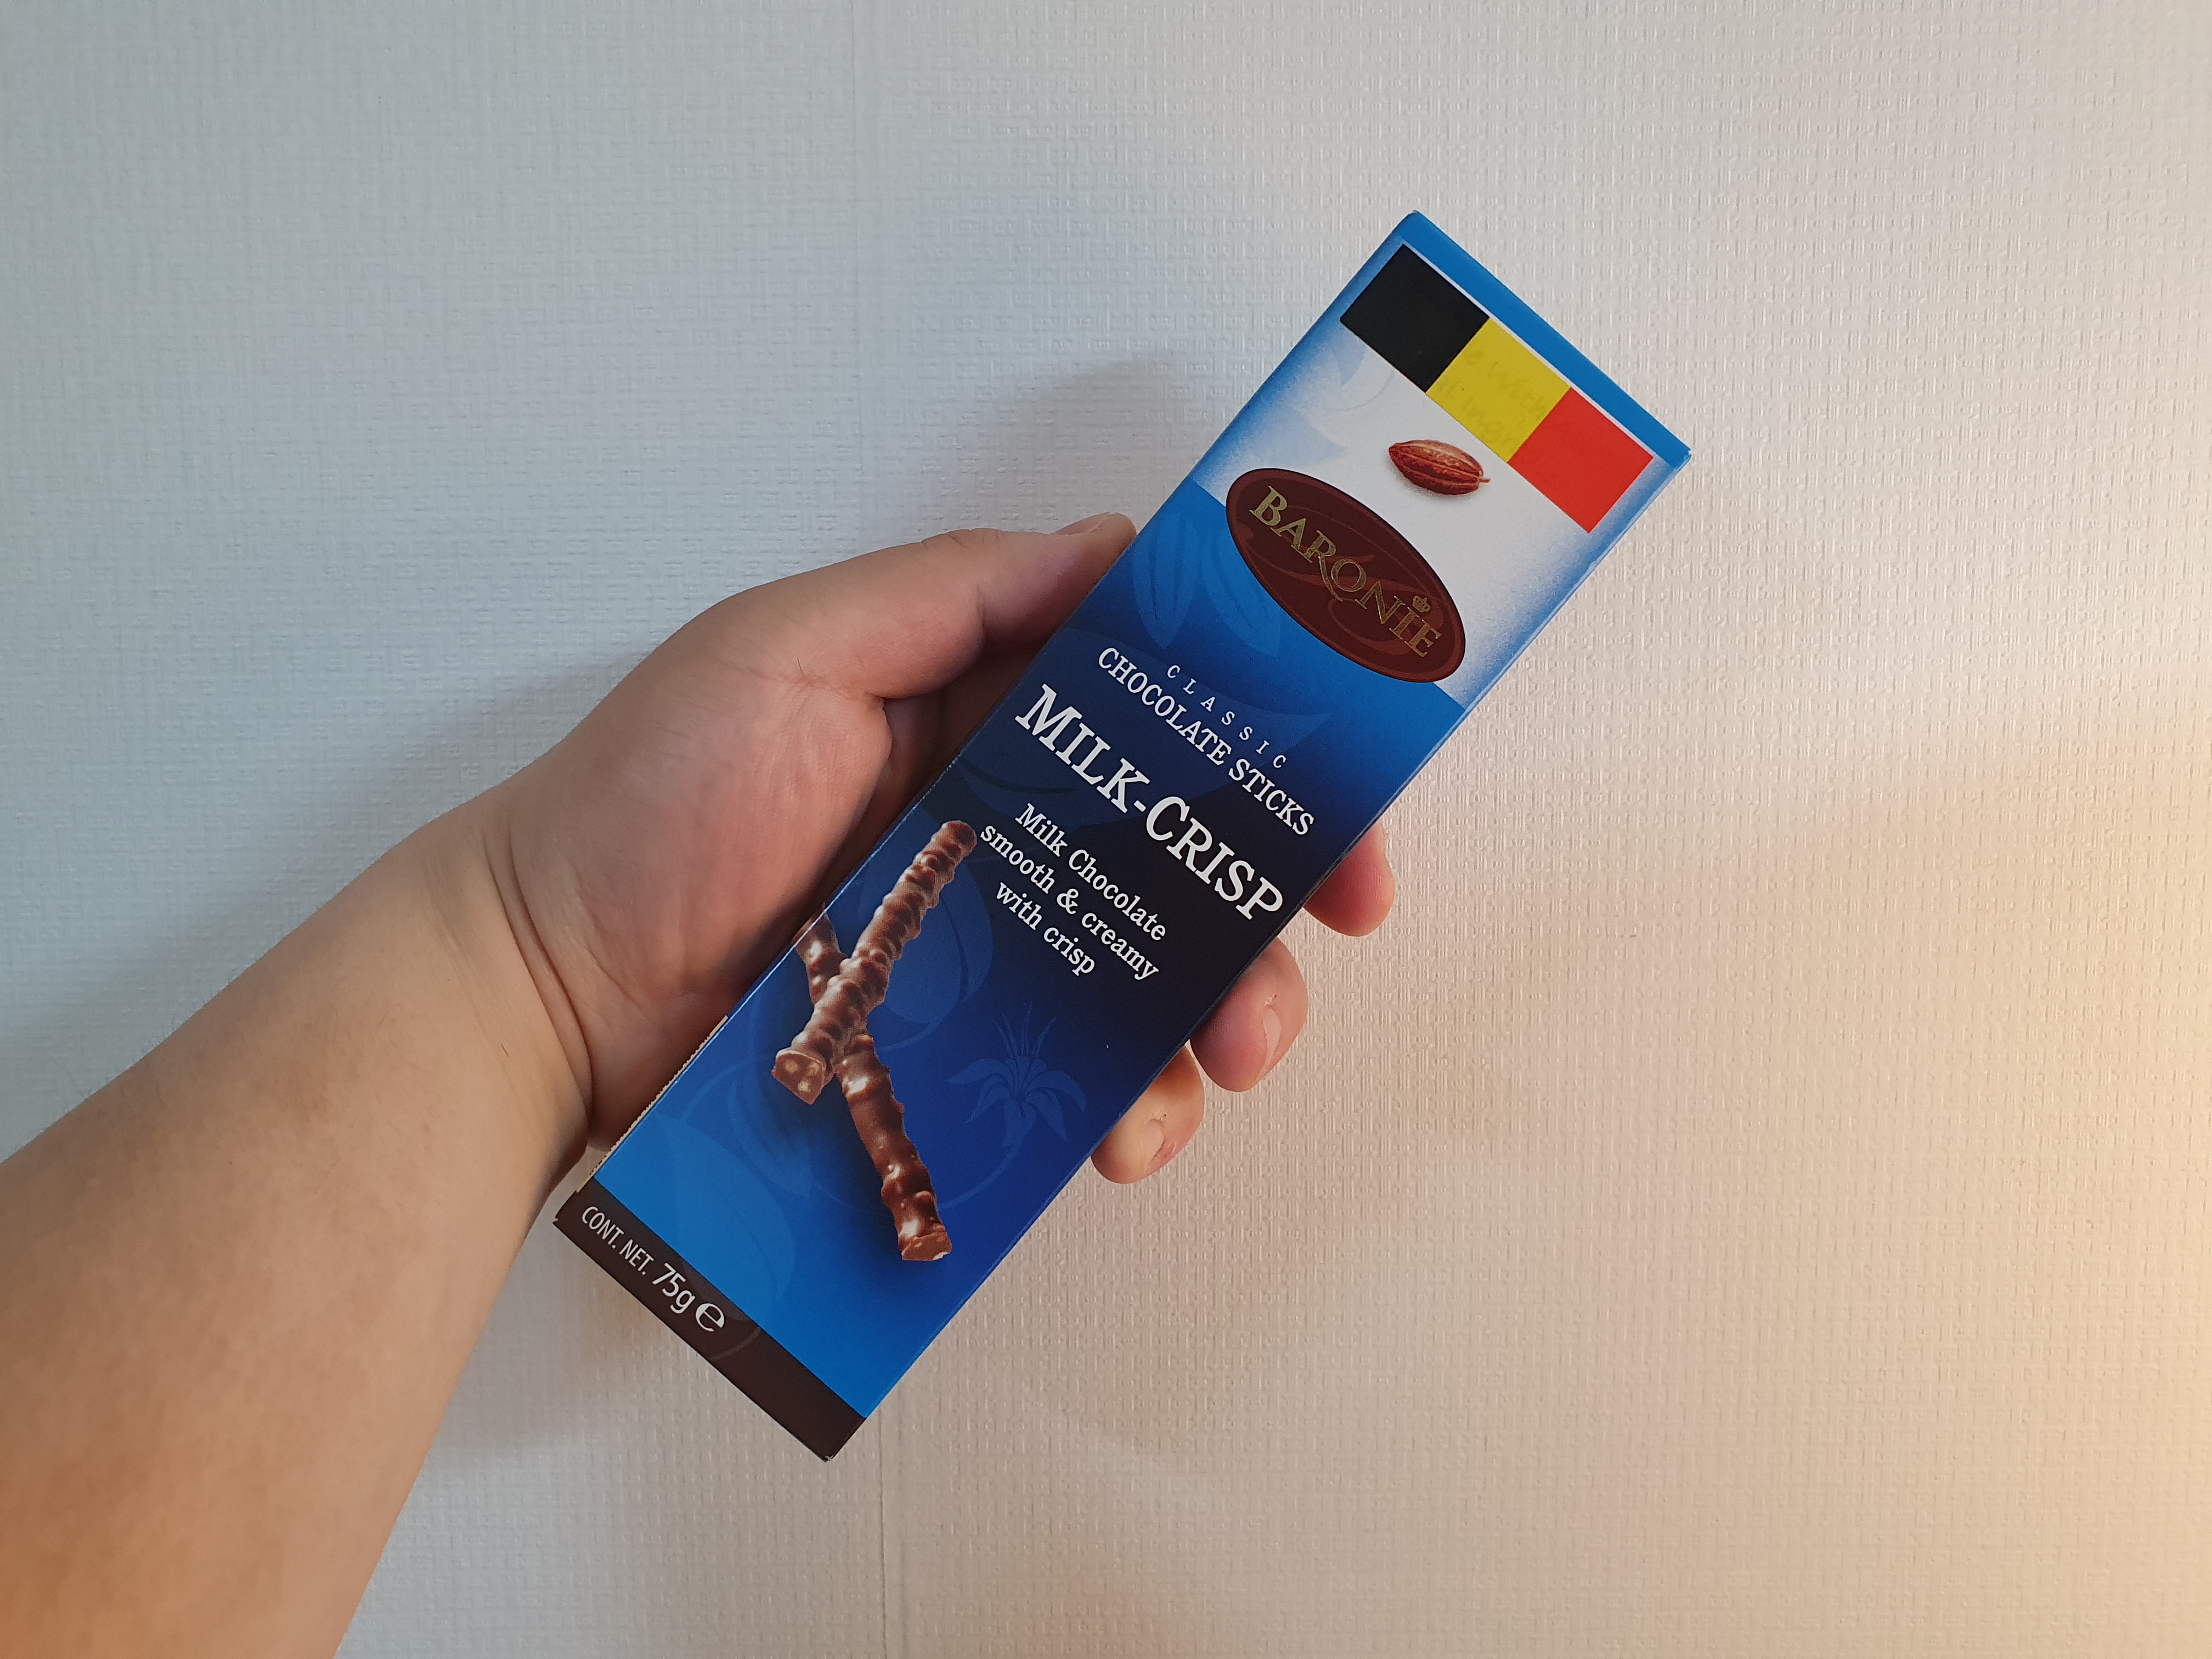 BARONIE
CLASSIC
CHOCOLATE STICKS
MILK-CRISP
Milk Chocolate
smooth & creamy
with crisp
CONT. NET. 75g ℮